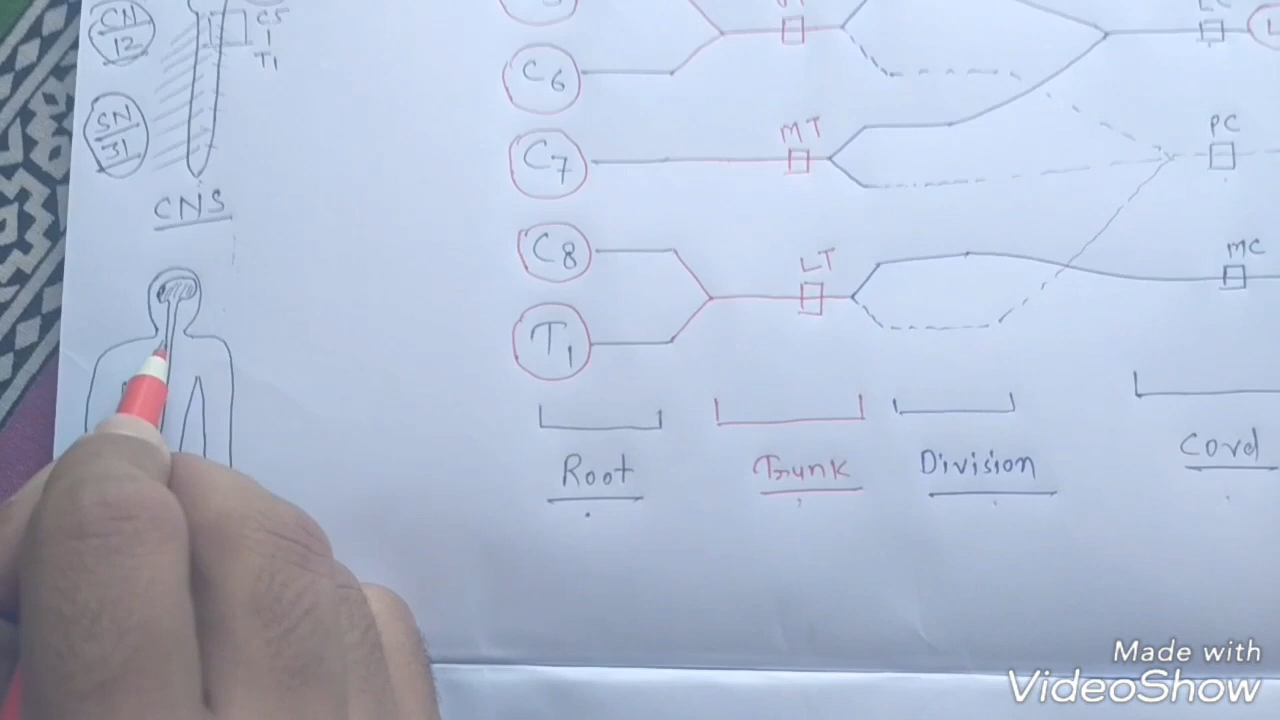 CN
12
C5
I
T1
SN
31
CNS
C6
C7
C8
T1
MT
LT
PC
MC
Root
Trunk
Division
Cord
Made with
VideoShow